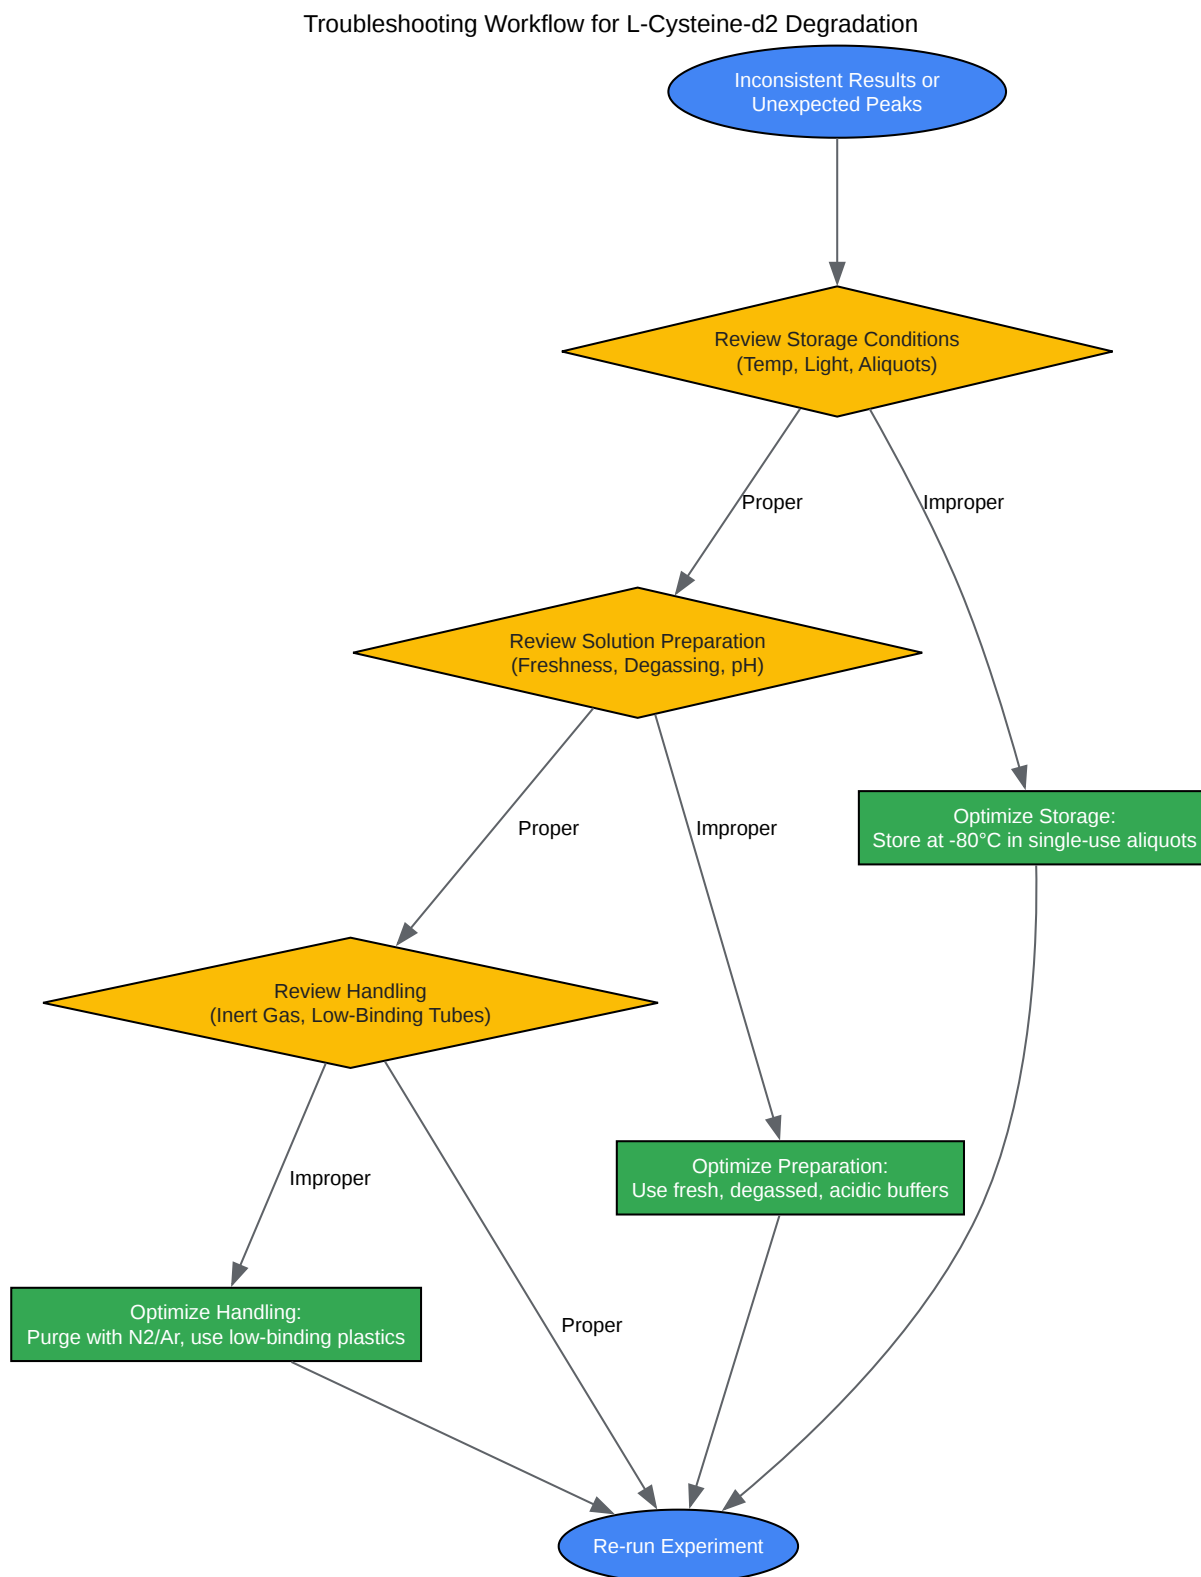 Troubleshooting Workflow for L-Cysteine-d2 Degradation
Inconsistent Results or
Unexpected Peaks
Review Storage Conditions
(Temp, Light, Aliquots)
Proper
Improper
Review Solution Preparation
(Freshness, Degassing, pH)
Optimize Storage:
Store at -80°C in single-use aliquots
Proper
Improper
Review Handling
(Inert Gas, Low-Binding Tubes)
Optimize Preparation:
Use fresh, degassed, acidic buffers
Improper
Optimize Handling:
Purge with N2/Ar, use low-binding plastics
Proper
Re-run Experiment